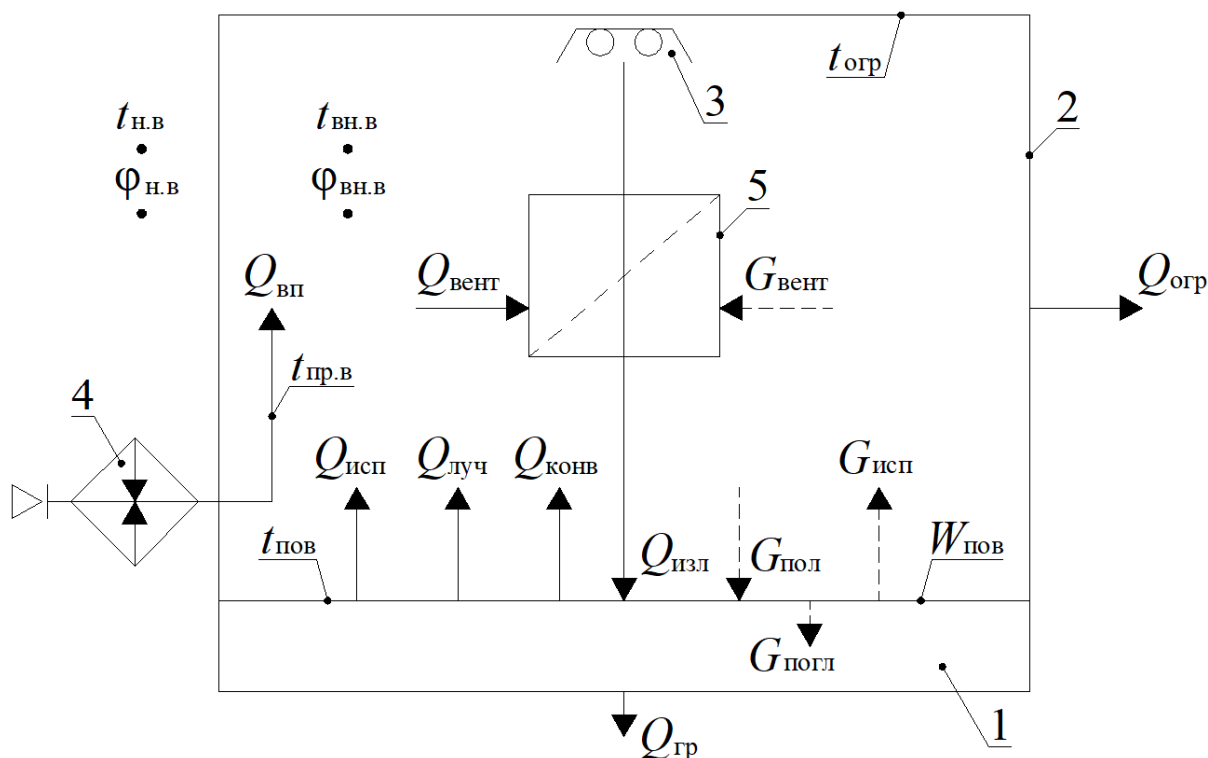 tогр
3
2
tн.в
tвн.в
φн.в
φвн.в
5
Qвп
Qвент
Gвент
Qогр
tпр.в
4
Qисп
Qлуч
Qконв
Gисп
tпов
Qизл
Gпол
Wпов
Gпогл
1
Qгр